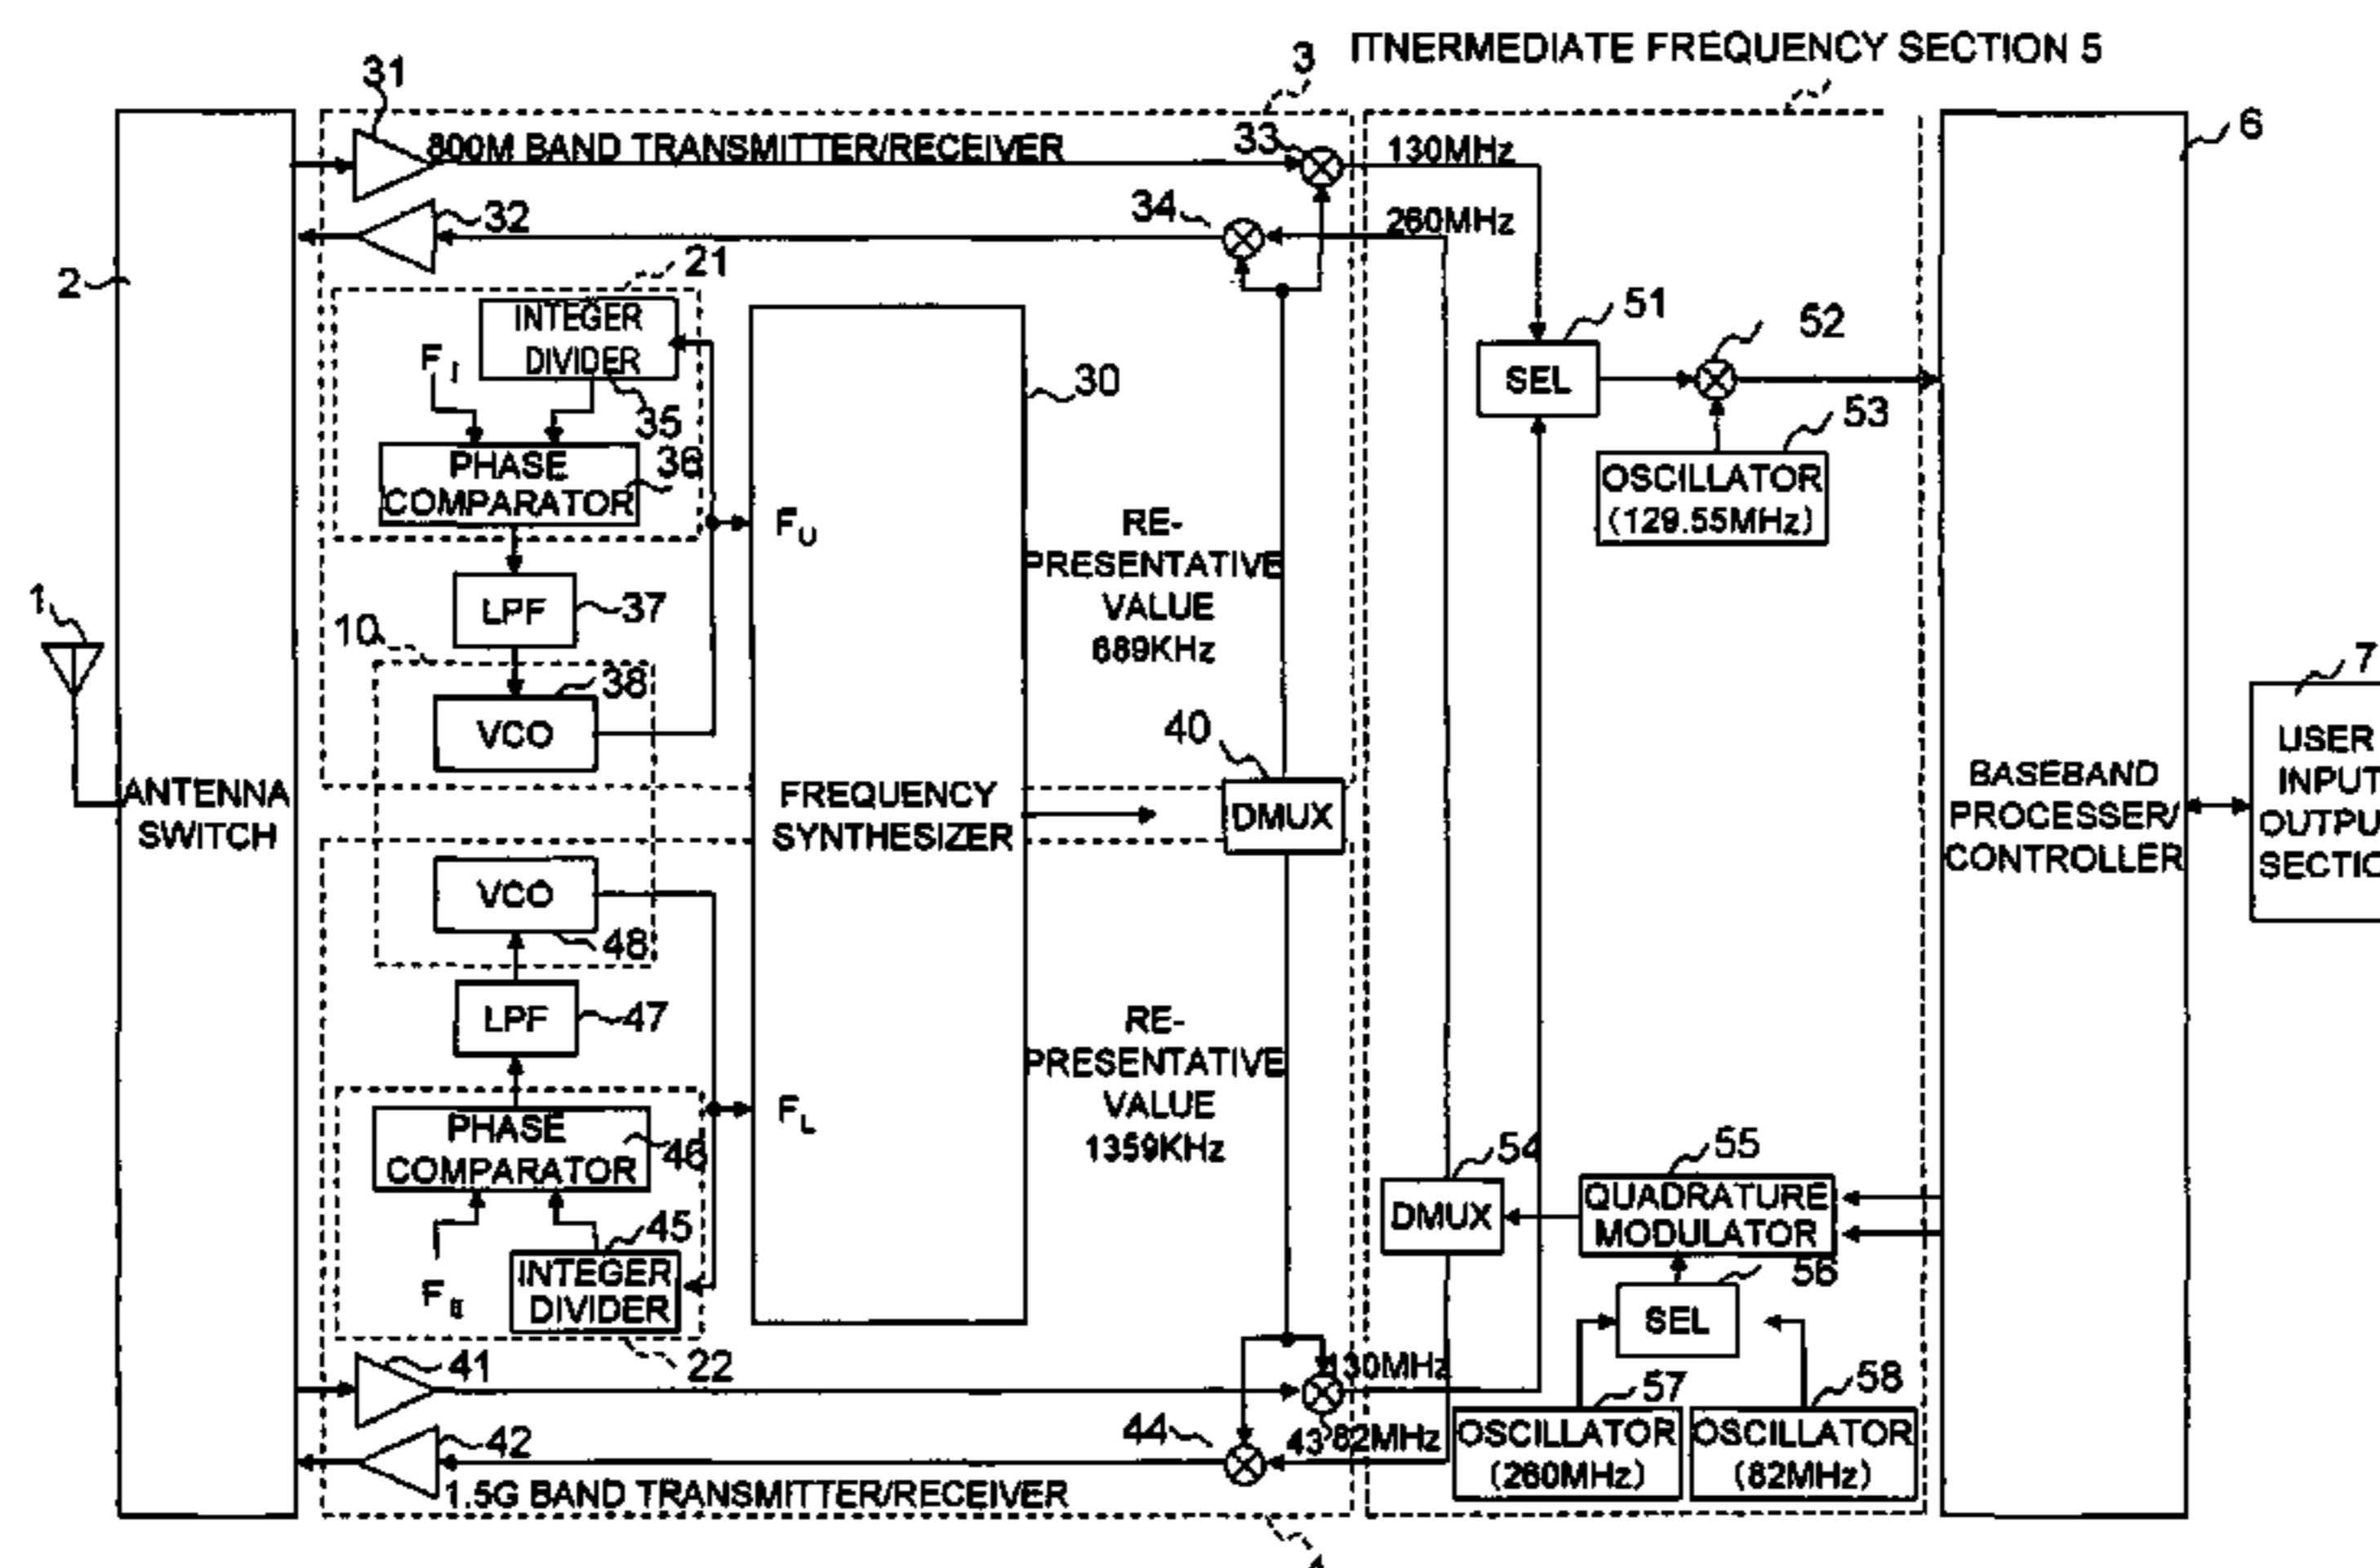 ITNERMEDIATE FREQUENCY SECTION 5
3
31
800M BAND TRANSMITTER/RECEIVER
33
130MHz
6
32
34
260MHz
2
21
INTEGER
DIVIDER
F I
35
30
51
SEL
52
53
PHASE
COMPARATOR
36
OSCILLATOR
(129.55MHz)
FU
RE-
PRESENTATIVE
VALUE
689KHz
1
LPF
37
10
38
VCO
7
40
ANTENNA
SWITCH
FREQUENCY
SYNTHESIZER
DMUX
BASEBAND
PROCESSER/
CONTROLLER
USER
INPUT
OUTPU
SECTIO
VCO
48
LPF
47
RE-
PRESENTATIVE
VALUE
1359KHz
FL
PHASE
COMPARATOR
46
54
DMUX
55
QUADRATURE
MODULATOR
45
INTEGER
DIVIDER
F II
56
SEL
22
41
130MHz
57
58
42
44
43
82MHz
OSCILLATOR
(260MHz)
OSCILLATOR
(82MHz)
1.5G BAND TRANSMITTER/RECEIVER